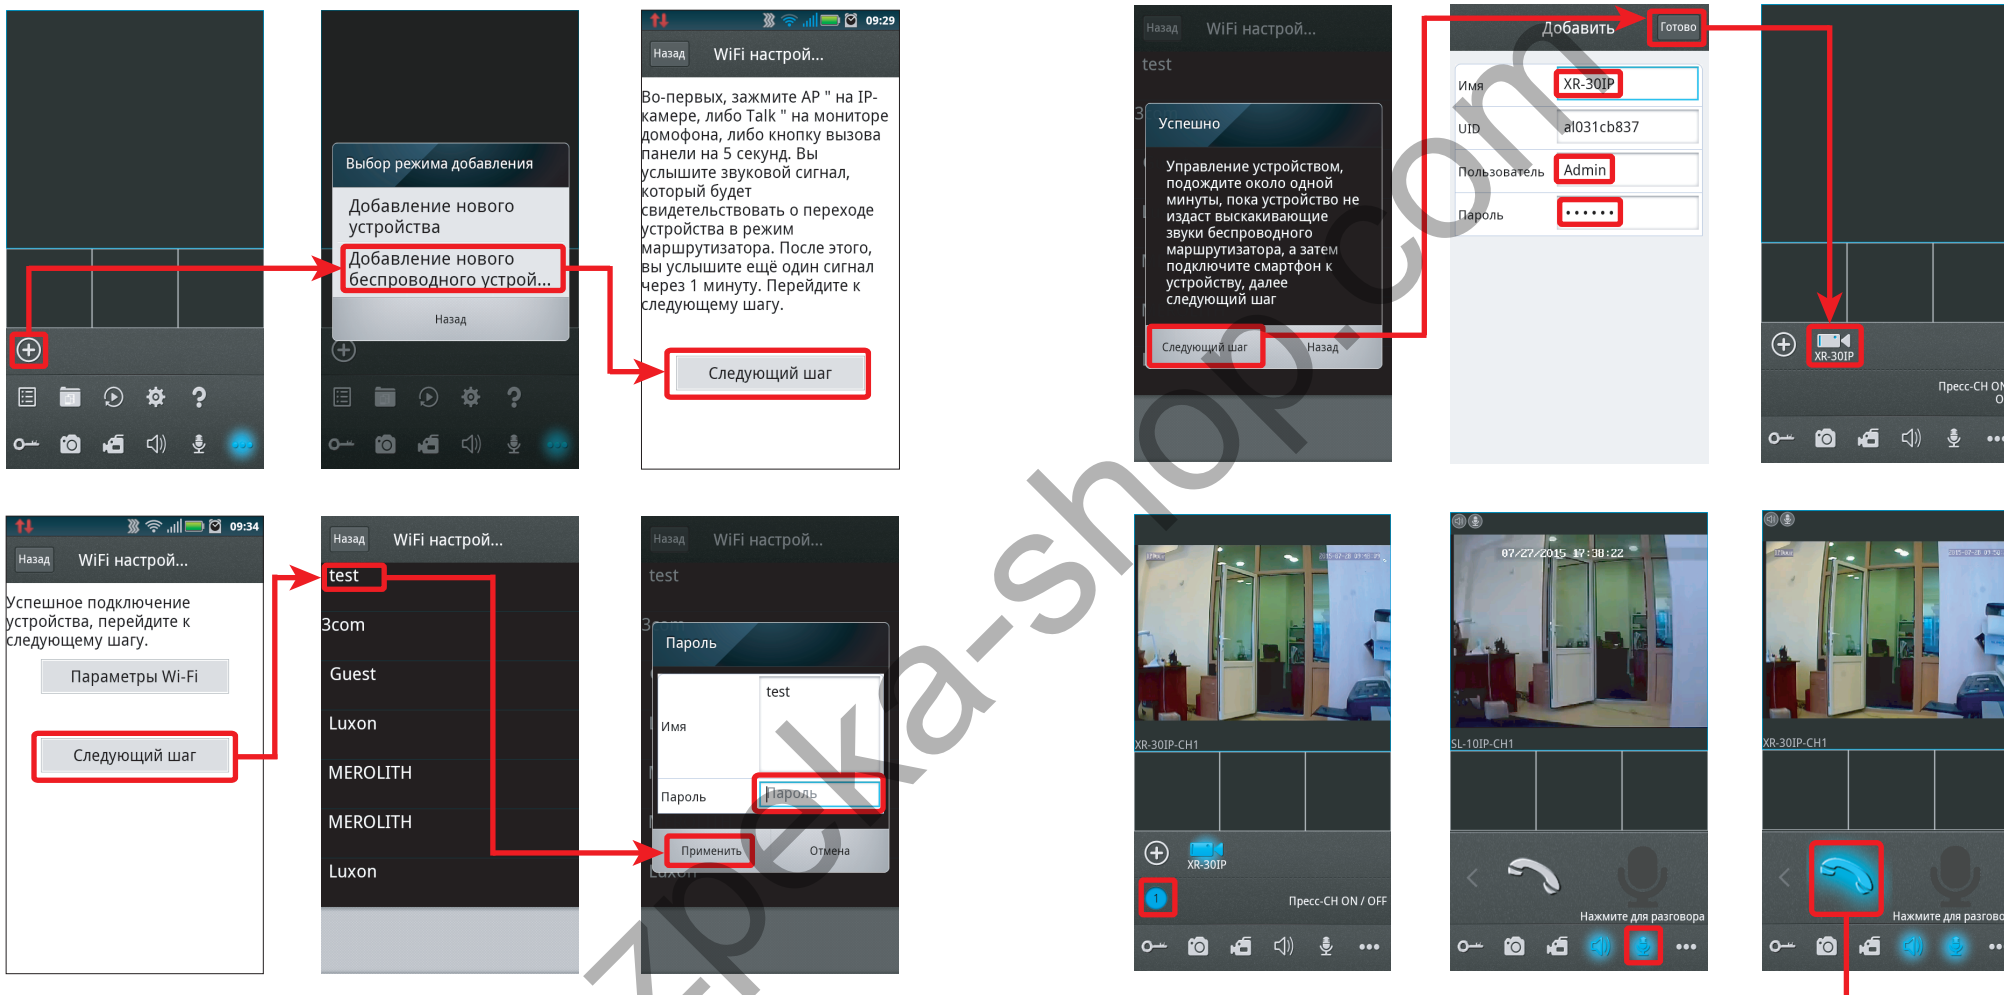 Выбор режима добавления
Добавление нового
устройства
Добавление нового
беспроводного устрой...
Назад
09:29
Назад
WiFi настрой...
Во-первых, зажмите AP " на IP-
камере, либо Talk " на мониторе
домофона, либо кнопку вызова
панели на 5 секунд. Вы
услышите звуковой сигнал,
который будет
свидетельствовать о переходе
устройства в режим
маршрутизатора. После этого,
вы услышите ещё один сигнал
через 1 минуту. Перейдите к
следующему шагу.
Следующий шаг
Назад
WiFi настрой...
test
3
Успешно
Управление устройством,
подождите около одной
минуты, пока устройство не
издаст выскакивающие
звуки беспроводного
маршрутизатора, а затем
подключите смартфон к
устройству, далее
следующий шаг
Следующий шаг
Назад
Добавить
Готово
Имя
XR-30IP
UID
al031cb837
Пользователь
Admin
Пароль
••••••
XR-30IP
Пресс-CH ON
09:34
Назад
WiFi настрой...
Успешное подключение
устройства, перейдите к
следующему шагу.
Параметры Wi-Fi
Следующий шаг
Назад
WiFi настрой...
test
3com
Guest
Luxon
MEROLITH
MEROLITH
Luxon
Назад
WiFi настрой...
test
Пароль
Имя
test
Пароль
Пароль
Применить
Отмена
Luxon
XR-30IP-CH1
XR-30IP
1
Пресс-CH ON / OFF
07/27/2015 17:38:22
SL-10IP-CH1
Нажмите для разговора
XR-30IP-CH1
Нажмите для разгово
zpeka-shop.com